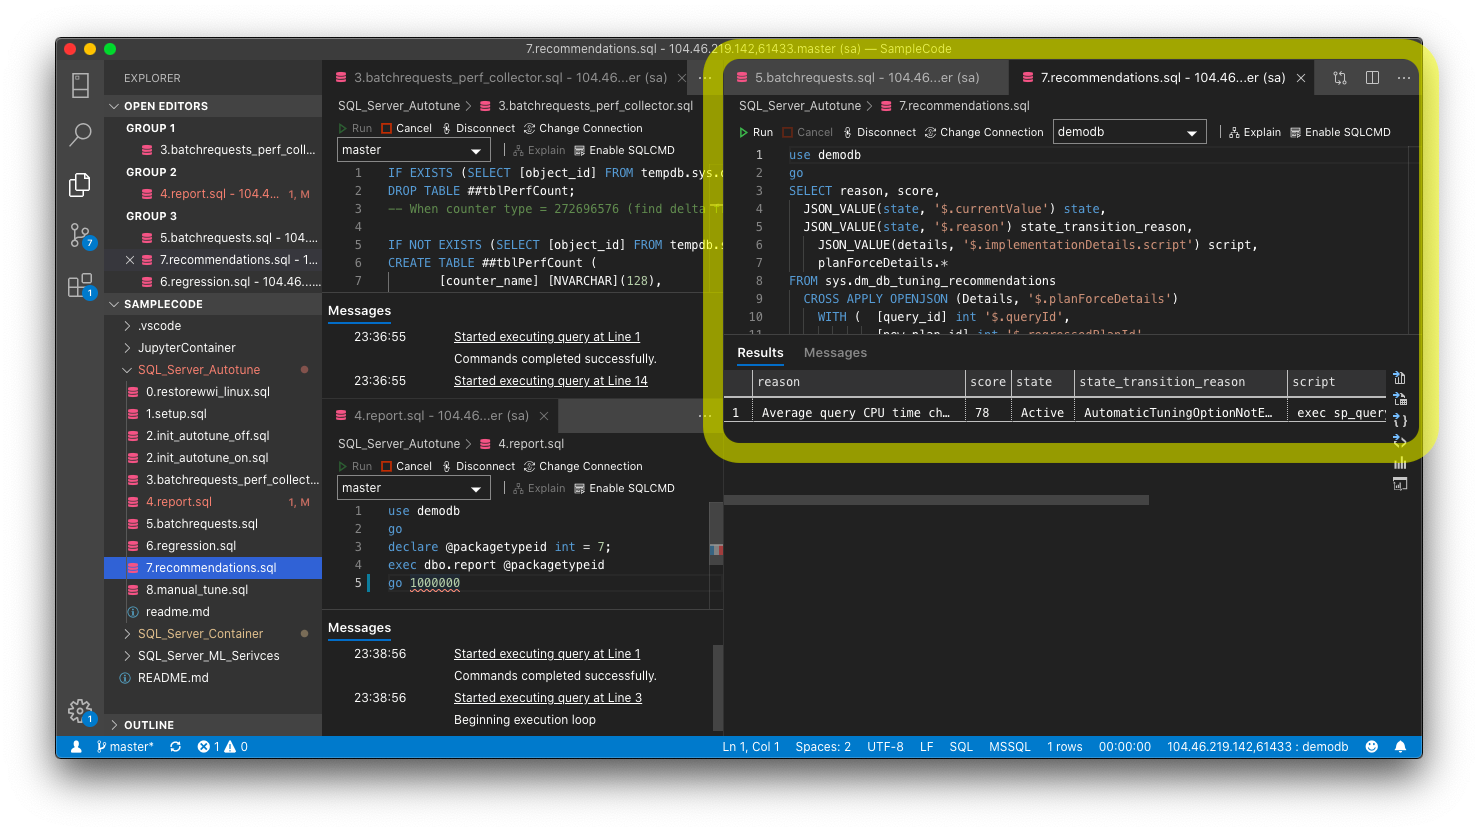 7.recommendations.sql - 104.46.219.142,61433.master (sa) — SampleCode
EXPLORER
OPEN EDITORS
GROUP 1
3.batchrequests_perf_coll...
GROUP 2
4.report.sql - 104.4... 1, M
GROUP 3
5.batchrequests.sql - 104....
7.recommendations.sql - 1...
6.regression.sql - 104.46......
SAMPLECODE
.vscode
JupyterContainer
SQL_Server_Autotune
0.restorewwi_linux.sql
1.setup.sql
2.init_autotune_off.sql
2.init_autotune_on.sql
3.batchrequests_perf_collect...
4.report.sql 1, M
5.batchrequests.sql
6.regression.sql
7.recommendations.sql
8.manual_tune.sql
readme.md
SQL_Server_Container
SQL_Server_ML_Serivces
README.md
OUTLINE
7
1
1
3.batchrequests_perf_collector.sql - 104.46...er (sa)
SQL_Server_Autotune > 3.batchrequests_perf_collector.sql
Run Cancel Disconnect Change Connection
master Explain Enable SQLCMD
1 IF EXISTS (SELECT [object_id] FROM tempdb.sys.
2 DROP TABLE ##tblPerfCount;
3 -- When counter type = 272696576 (find delta
4
5 IF NOT EXISTS (SELECT [object_id] FROM tempdb.
6 CREATE TABLE ##tblPerfCount (
7 [counter_name] [NVARCHAR](128),
Messages
23:36:55 Started executing query at Line 1
Commands completed successfully.
23:36:55 Started executing query at Line 14
4.report.sql - 104.46...er (sa)
SQL_Server_Autotune > 4.report.sql
Run Cancel Disconnect Change Connection
master Explain Enable SQLCMD
1 use demodb
2 go
3 declare @packagetypeid int = 7;
4 exec dbo.report @packagetypeid
5 go 1000000
Messages
23:38:56 Started executing query at Line 1
Commands completed successfully.
23:38:56 Started executing query at Line 3
Beginning execution loop
5.batchrequests.sql - 104.46...er (sa) 7.recommendations.sql - 104.46...er (sa)
SQL_Server_Autotune > 7.recommendations.sql
Run Cancel Disconnect Change Connection demodb Explain Enable SQLCMD
1 use demodb
2 go
3 SELECT reason, score,
4 JSON_VALUE(state, '$.currentValue') state,
5 JSON_VALUE(state, '$.reason') state_transition_reason,
6 JSON_VALUE(details, '$.implementationDetails.script') script,
7 planForceDetails.*
8 FROM sys.dm_db_tuning_recommendations
9 CROSS APPLY OPENJSON (Details, '$.planForceDetails')
10 WITH ( [query_id] int '$.queryId',
11 [new_plan_id] int '$.regressedPlanId'
Results Messages
reason score state state_transition_reason script
1 Average query CPU time ch… 78 Active AutomaticTuningOptionNotE… exec sp_query
master* 1 0 Ln 1, Col 1 Spaces: 2 UTF-8 LF SQL MSSQL 1 rows 00:00:00 104.46.219.142,61433 : demodb